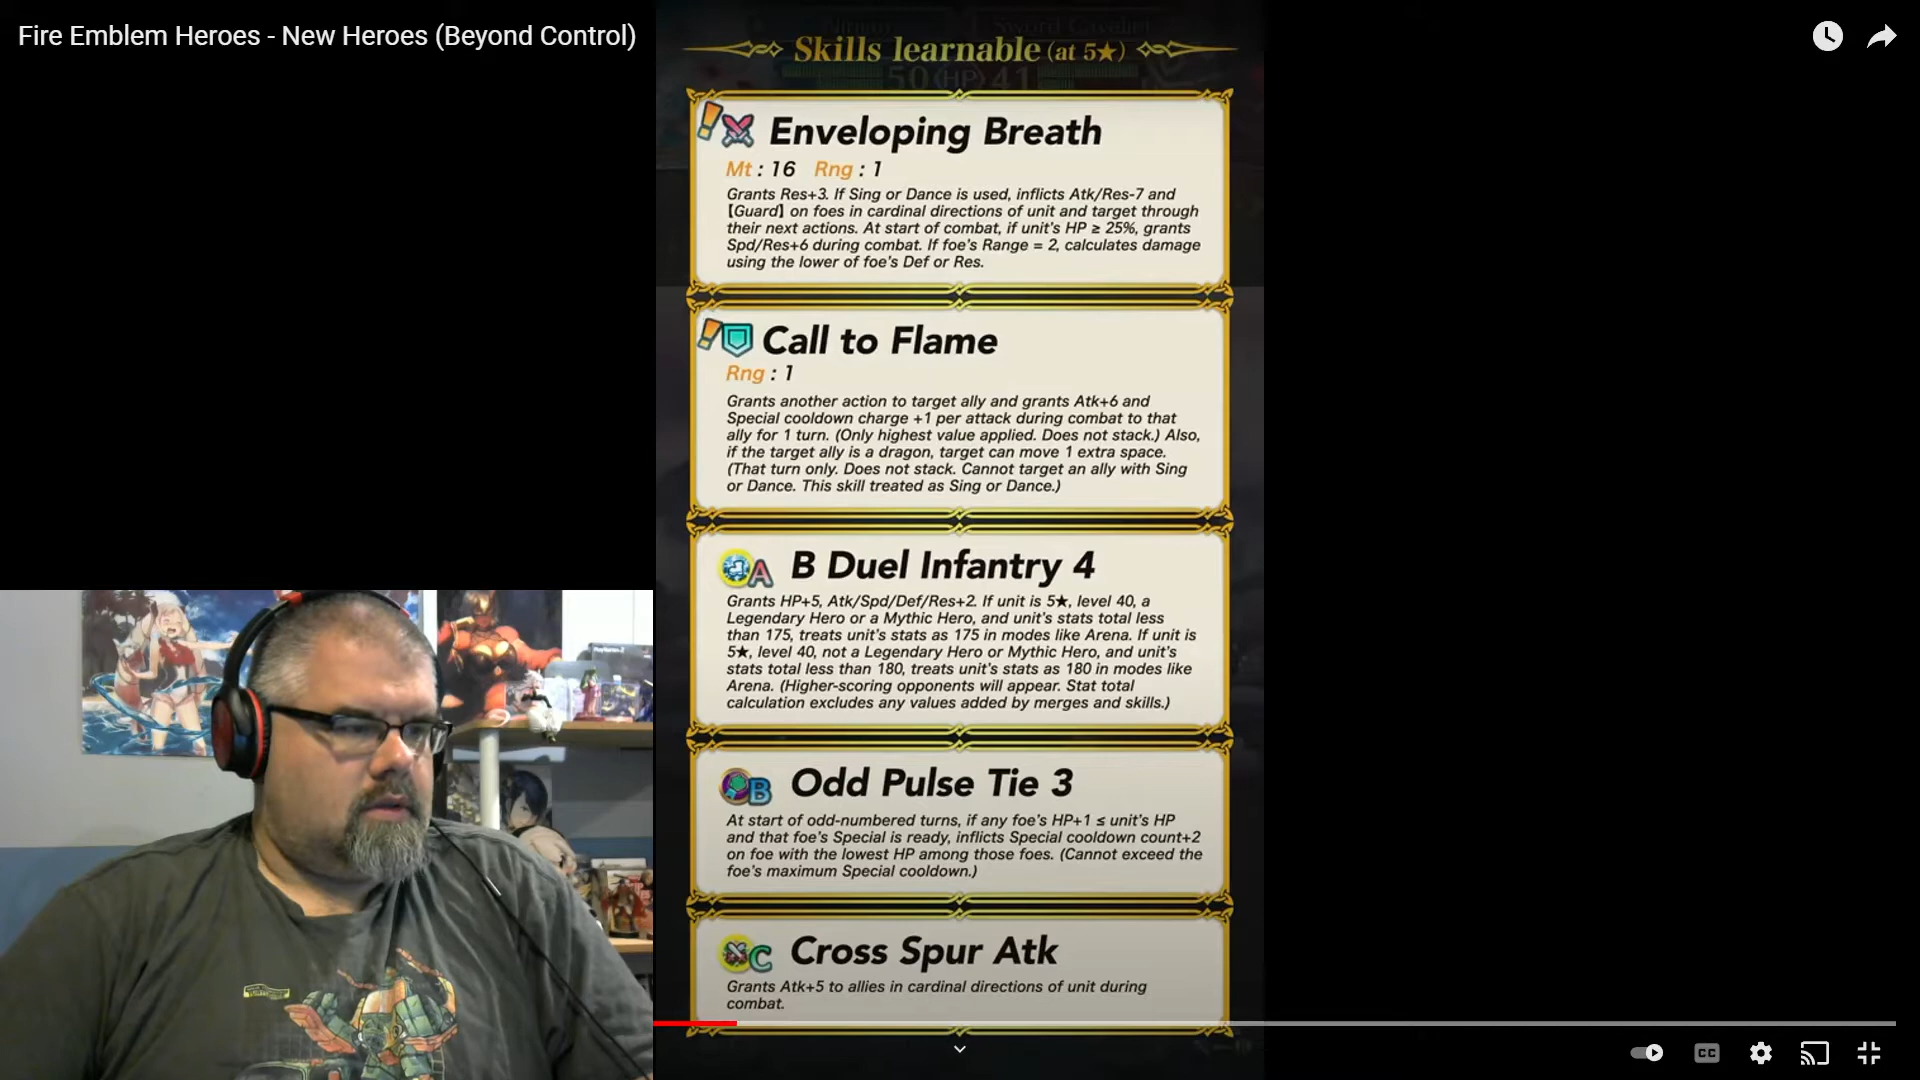 Fire Emblem Heroes - New Heroes (Beyond Control)
Skills learnable (at 5★)
50 HP 41
Enveloping Breath
Mt : 16 Rng : 1
Grants Res+3. If Sing or Dance is used, inflicts Atk/Res-7 and
【Guard】 on foes in cardinal directions of unit and target through
their next actions. At start of combat, if unit's HP ≥ 25%, grants
Spd/Res+6 during combat. If foe's Range = 2, calculates damage
using the lower of foe's Def or Res.
Call to Flame
Rng : 1
Grants another action to target ally and grants Atk+6 and
Special cooldown charge +1 per attack during combat to that
ally for 1 turn. (Only highest value applied. Does not stack.) Also,
if the target ally is a dragon, target can move 1 extra space.
(That turn only. Does not stack. Cannot target an ally with Sing
or Dance. This skill treated as Sing or Dance.)
A B Duel Infantry 4
Grants HP+5, Atk/Spd/Def/Res+2. If unit is 5★, level 40, a
Legendary Hero or a Mythic Hero, and unit's stats total less
than 175, treats unit's stats as 175 in modes like Arena. If unit is
5★, level 40, not a Legendary Hero or Mythic Hero, and unit's
stats total less than 180, treats unit's stats as 180 in modes like
Arena. (Higher-scoring opponents will appear. Stat total
calculation excludes any values added by merges and skills.)
B Odd Pulse Tie 3
At start of odd-numbered turns, if any foe's HP+1 ≤ unit's HP
and that foe's Special is ready, inflicts Special cooldown count+2
on foe with the lowest HP among those foes. (Cannot exceed the
foe's maximum Special cooldown.)
C Cross Spur Atk
Grants Atk+5 to allies in cardinal directions of unit during
combat.
CC